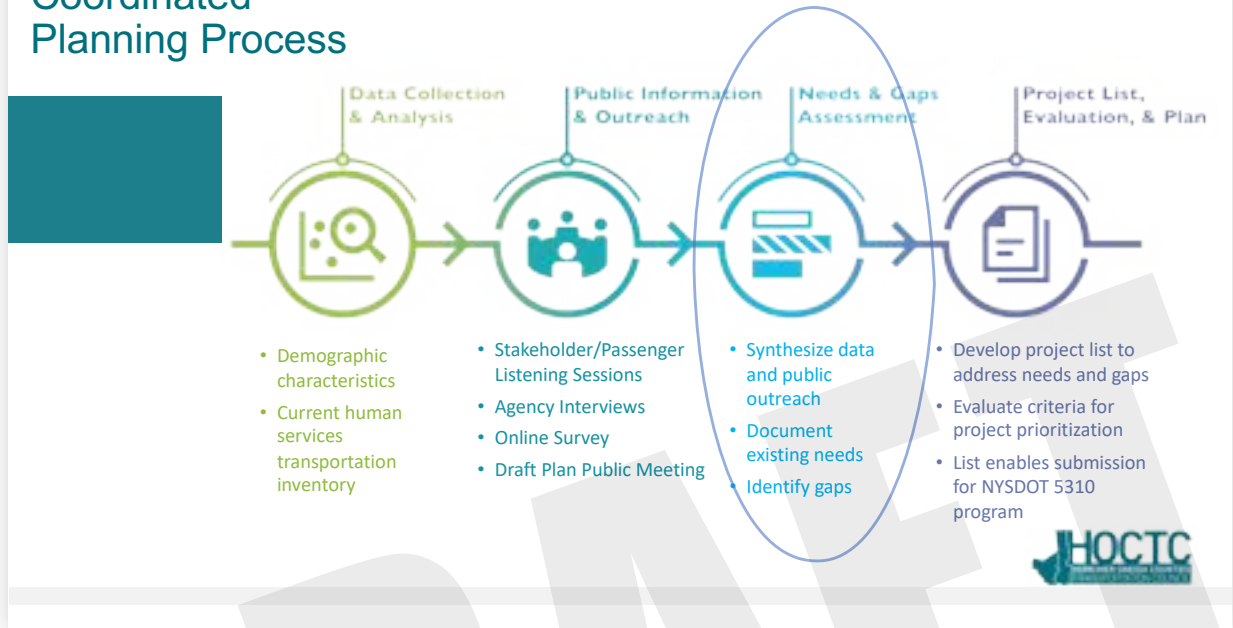 Coordinated
Planning Process
Data Collection
& Analysis
Public Information
& Outreach
Needs & Gaps
Assessment
Project List,
Evaluation, & Plan
• Demographic
characteristics
• Current human
services
transportation
inventory
• Stakeholder/Passenger
Listening Sessions
• Agency Interviews
• Online Survey
• Draft Plan Public Meeting
• Synthesize data
and public
outreach
• Document
existing needs
• Identify gaps
• Develop project list to
address needs and gaps
• Evaluate criteria for
project prioritization
• List enables submission
for NYSDOT 5310
program
HOCTC
DRAFT